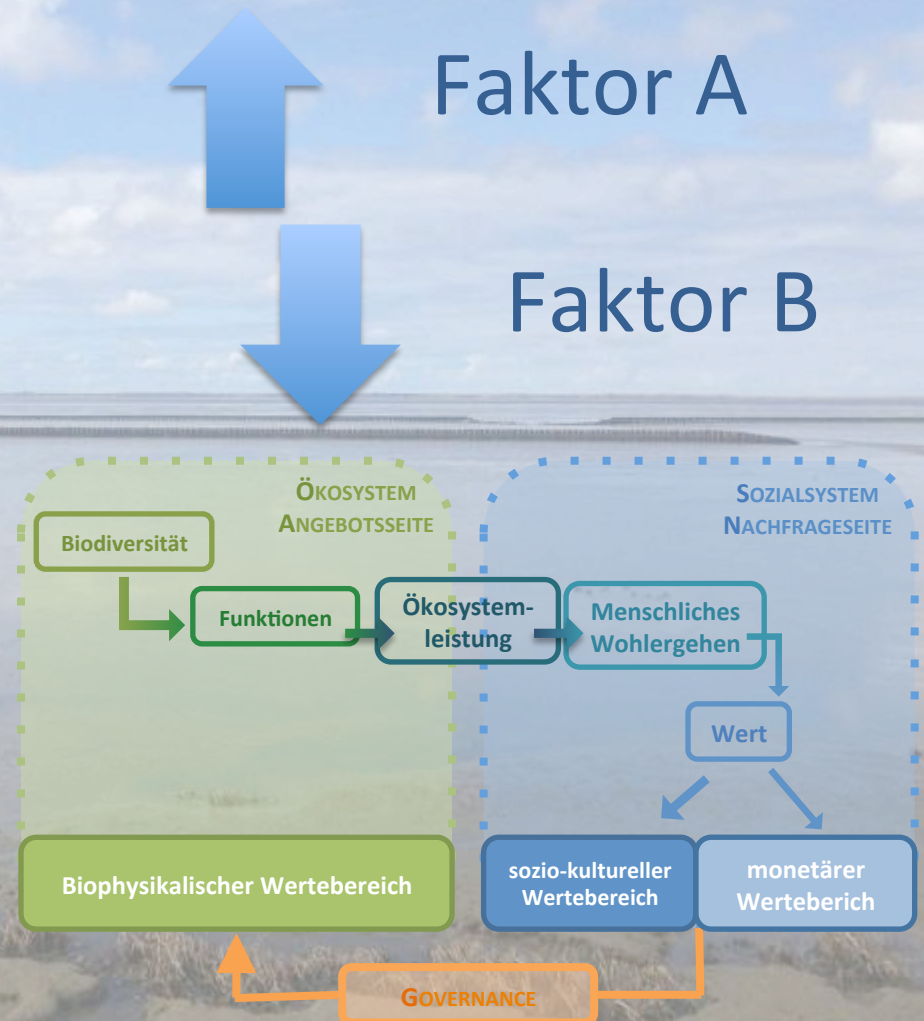 Faktor A
Faktor B
ÖKOSYSTEM
ANGEBOTSSEITE
SOZIALSYSTEM
NACHFRAGESEITE
Biodiversität
Funktionen
Ökosystem-
leistung
Menschliches
Wohlergehen
Wert
Biophysikalischer Wertebereich
sozio-kultureller
Wertebereich
monetärer
Werteberich
GOVERNANCE